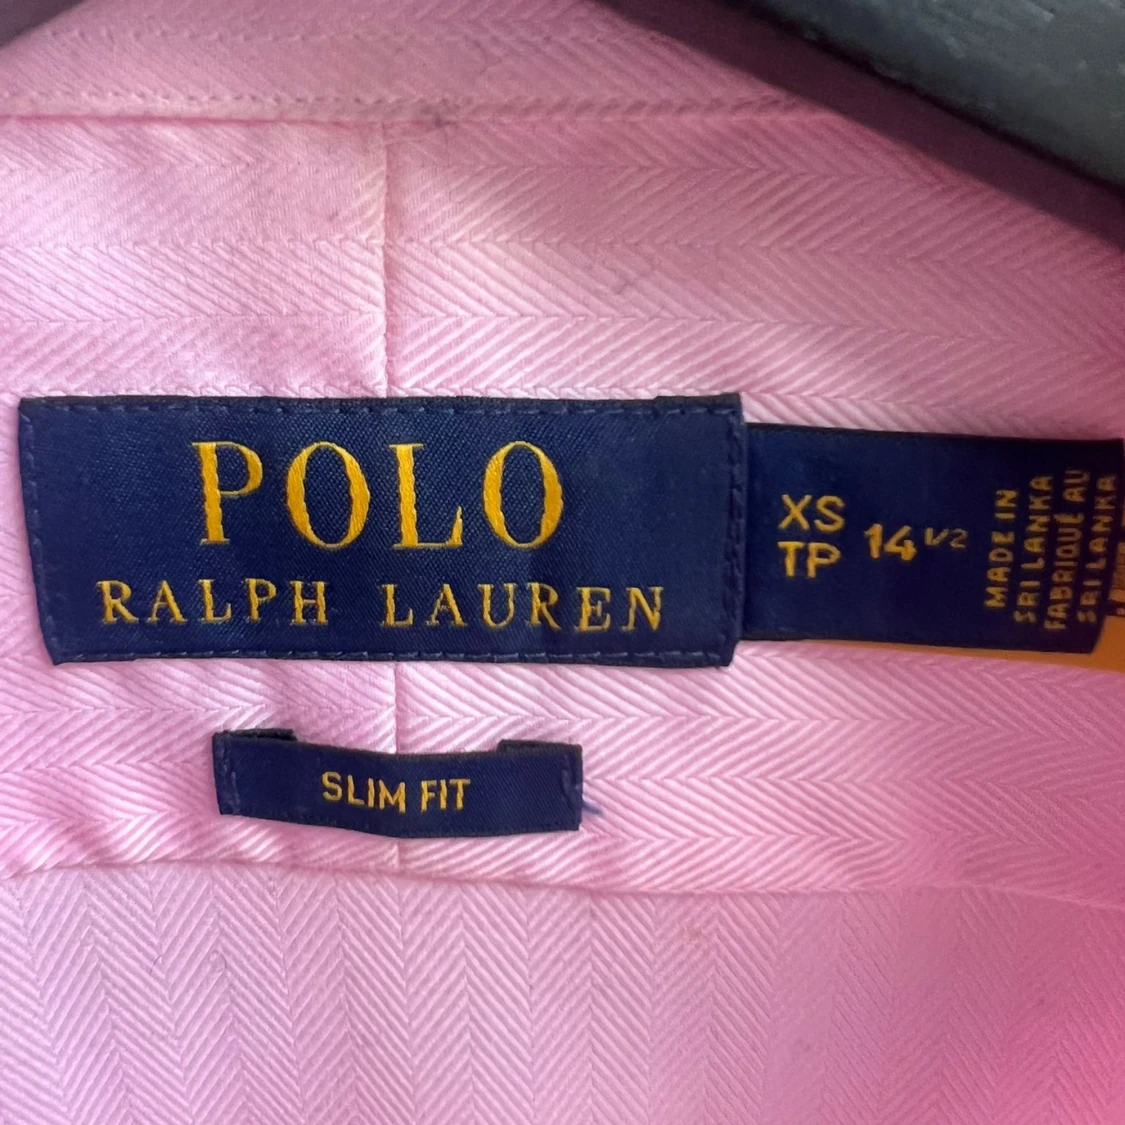 POLO
RALPH LAUREN
XS
TP
14 1/2
MADE IN
SRI LANKA
FABRIQUÉ AU
SRI LANKA
SLIM FIT